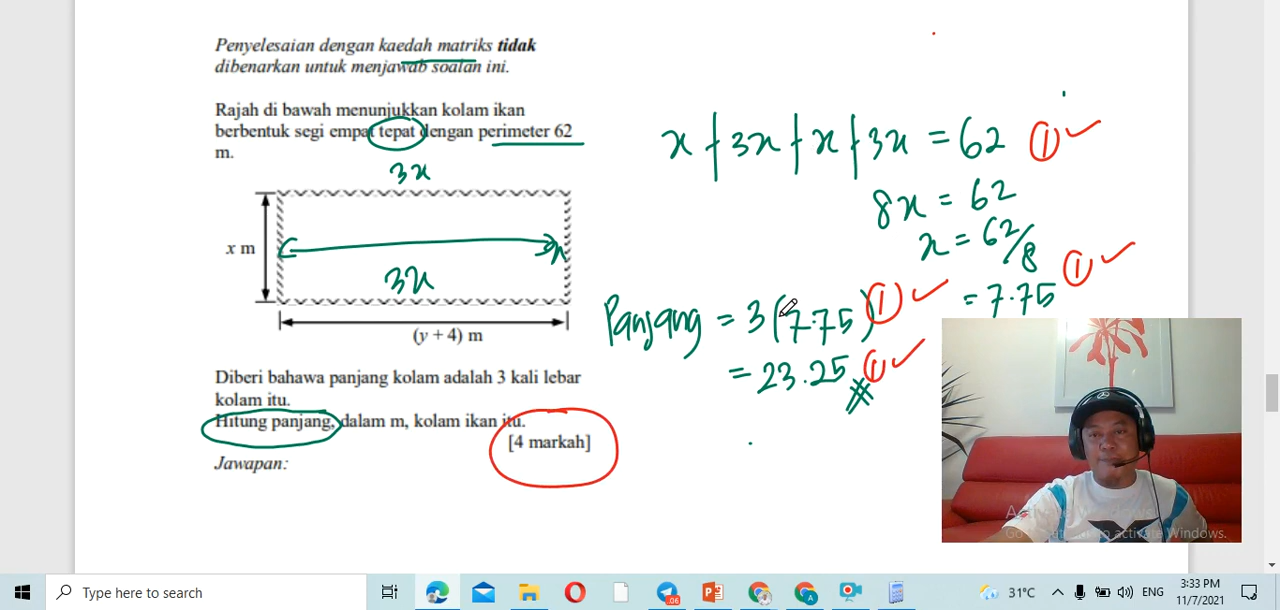 Penyelesaian dengan kaedah matriks tidak
dibenarkan untuk menjawab soalan ini.
Rajah di bawah menunjukkan kolam ikan
berbentuk segi empat tepat dengan perimeter 62
m.
3x
x m
3x
(y + 4) m
Diberi bahawa panjang kolam adalah 3 kali lebar
kolam itu.
Hitung panjang, dalam m, kolam ikan itu.
[4 markah]
Jawapan:
x + 3x + x + 3x = 62 ① ✓
8x = 62
x = 62/8
= 7.75 ① ✓
Panjang = 3(7.75) ① ✓
= 23.25 ① ✓
Type here to search
06
31°C
ENG
3:33 PM
11/7/2021